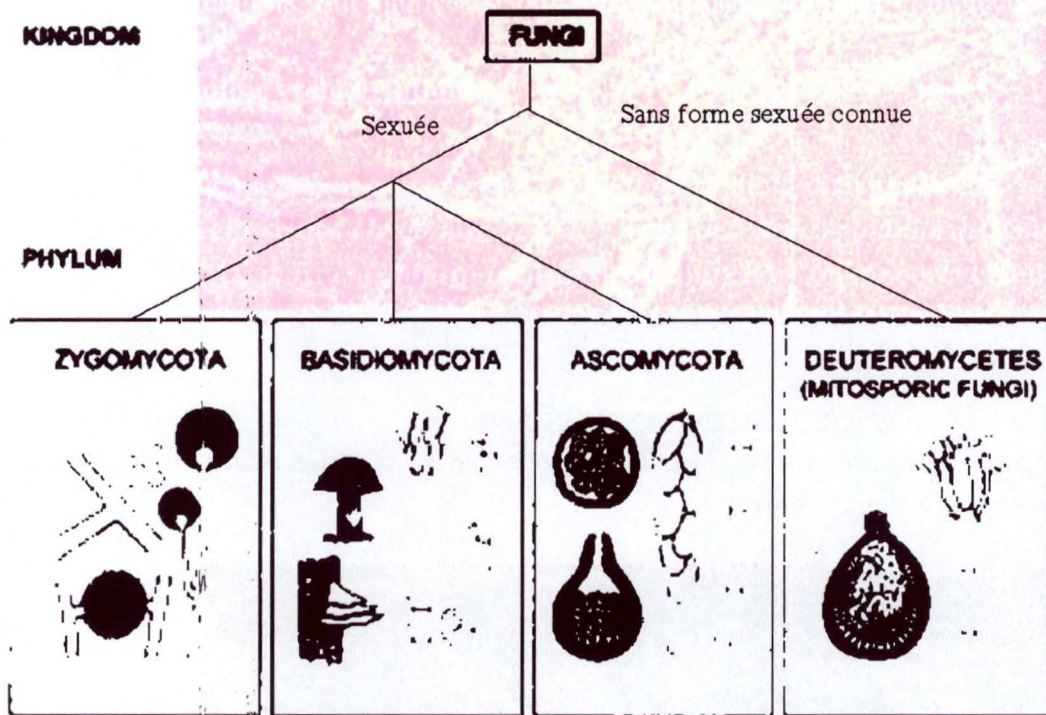 KINGDOM
FUNGI
Sexuée
Sans forme sexuée connue
PHYLUM
ZYGOMYCOTA
BASIDIOMYCOTA
ASCOMYCOTA
DEUTEROMYCETES
(MITOSPORIC FUNGI)